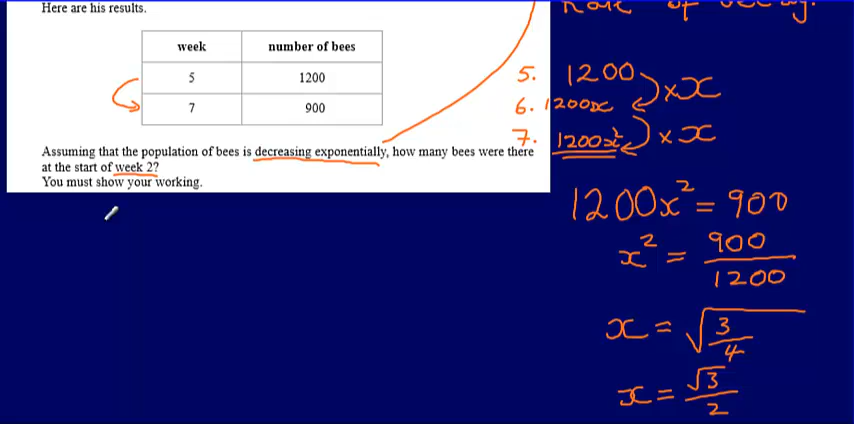 Here are his results.
week number of bees
5 1200
7 900
Assuming that the population of bees is decreasing exponentially, how many bees were there
at the start of week 2?
You must show your working.
of
5. 1200
×x
6. 1200x
7. 1200x² ×x
1200x² = 900
x² = 900/1200
x = √3/4
x = √3/2